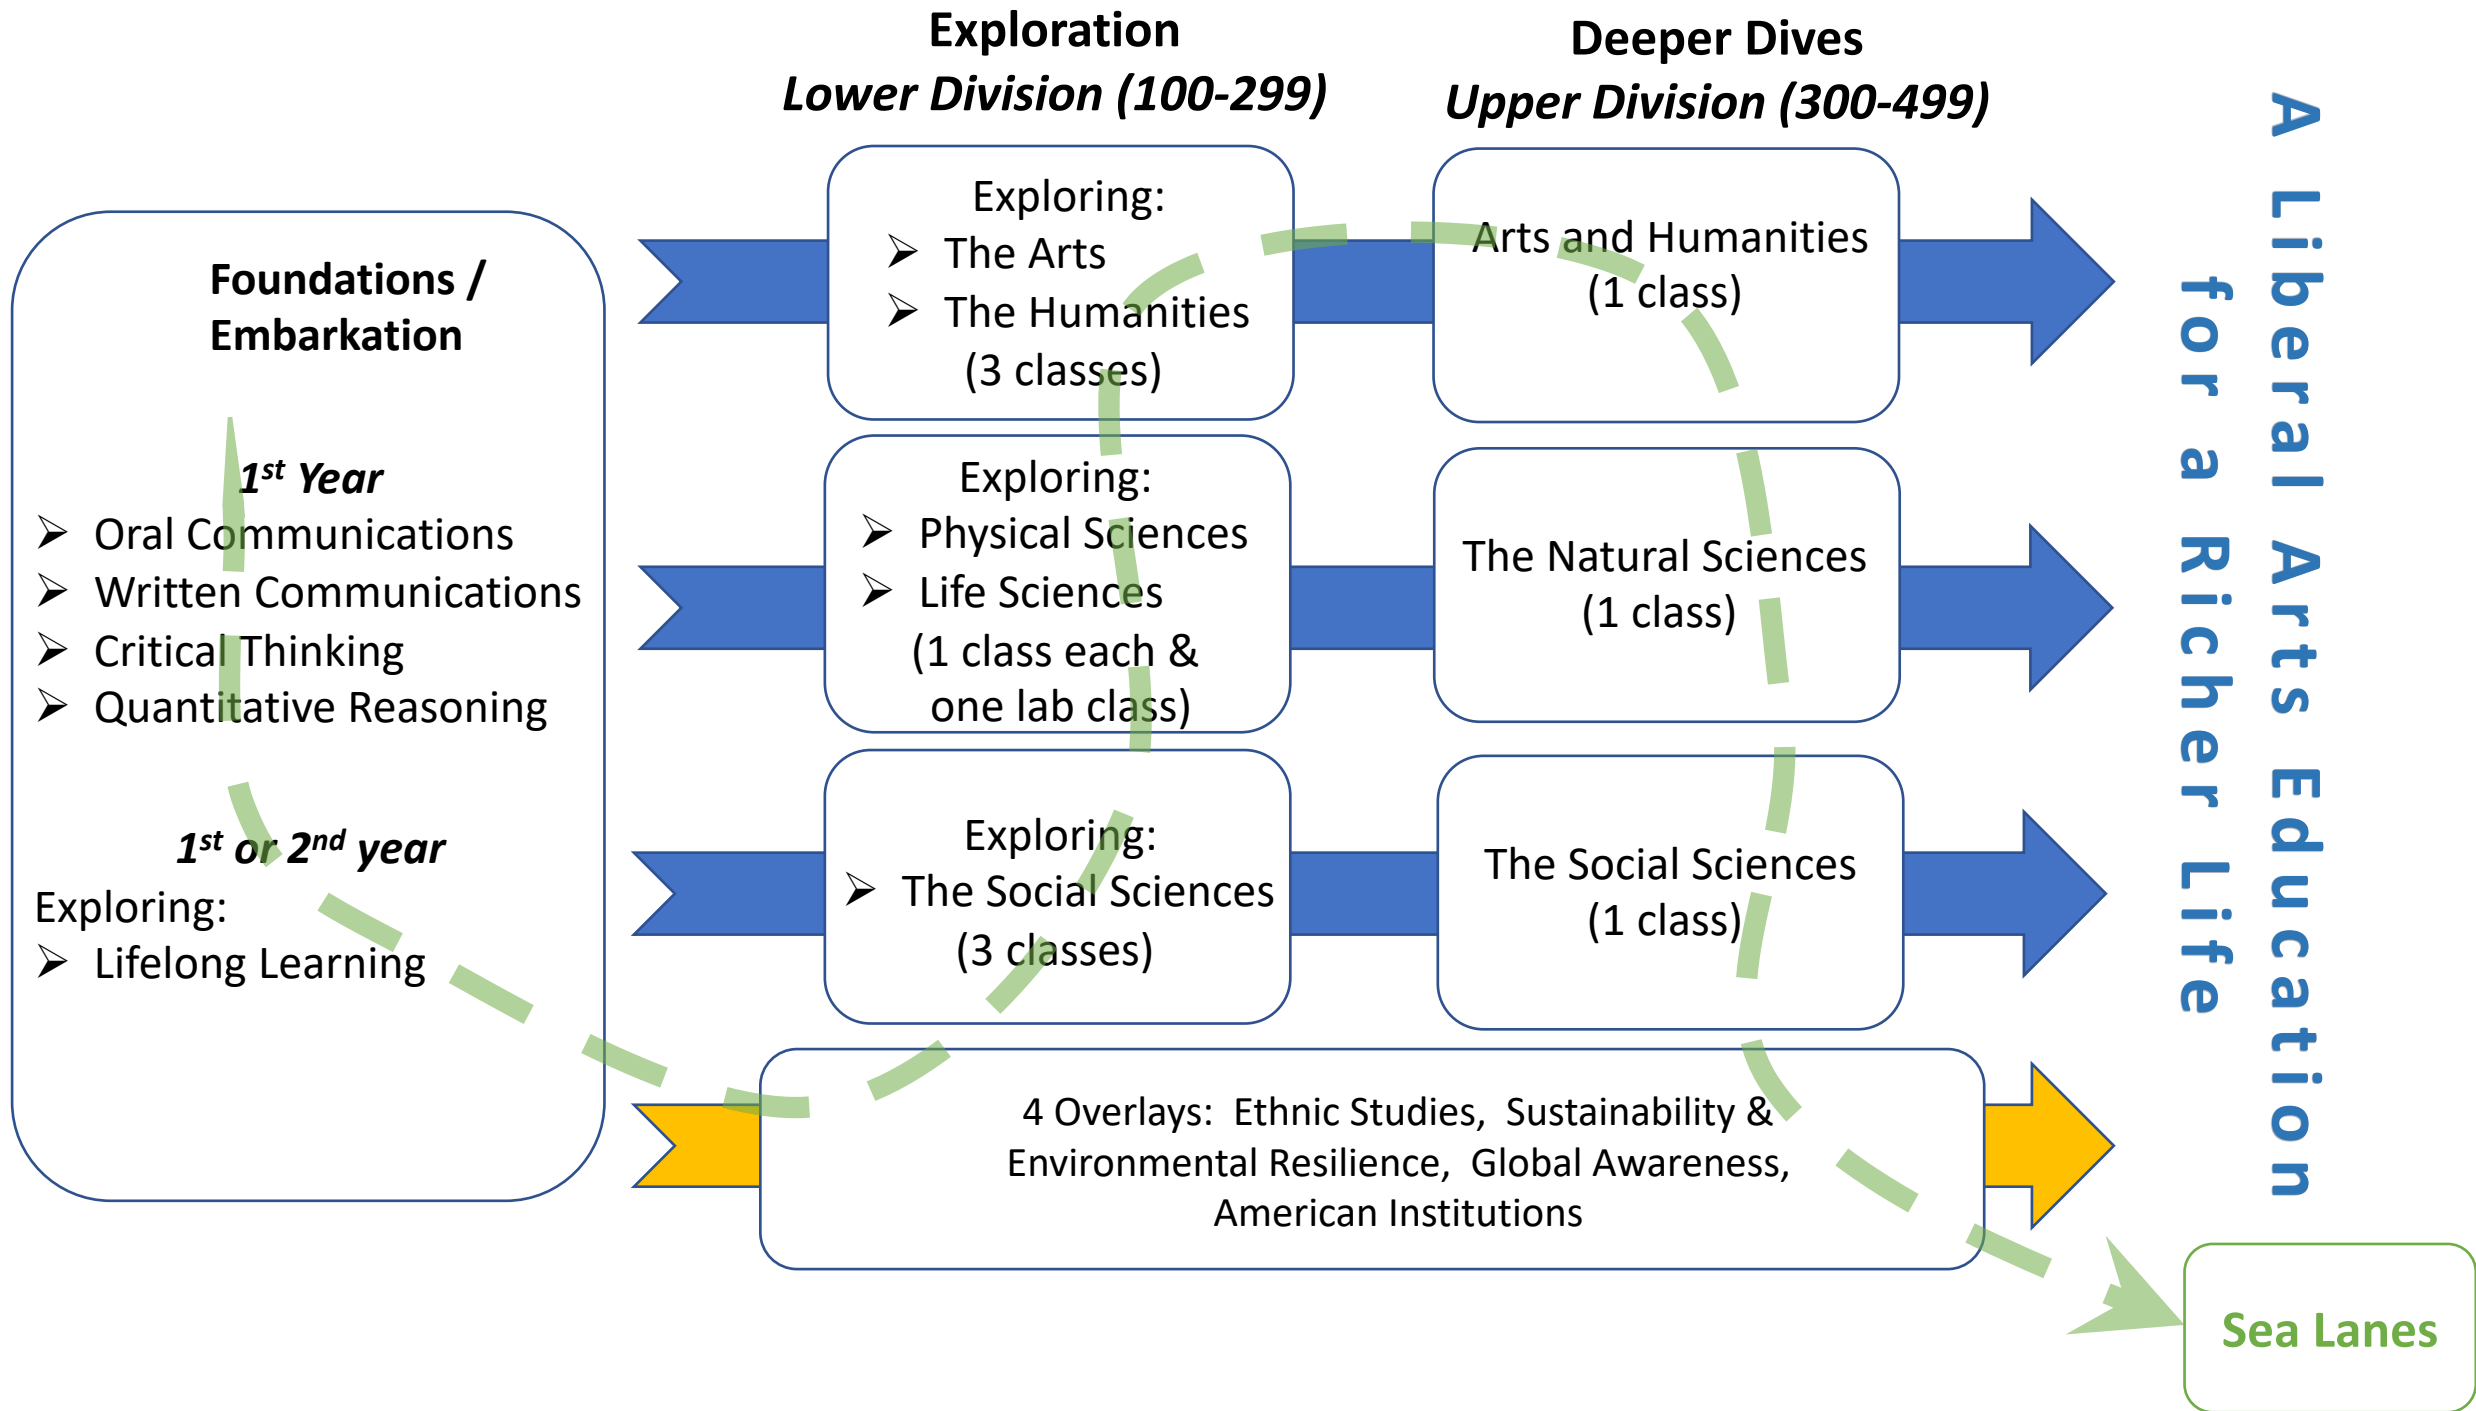 Exploration
Lower Division (100-299)
Deeper Dives
Upper Division (300-499)
Foundations /
Embarkation
1st Year
➢ Oral Communications
➢ Written Communications
➢ Critical Thinking
➢ Quantitative Reasoning
1st or 2nd year
Exploring:
➢ Lifelong Learning
Exploring:
➢ The Arts
➢ The Humanities
(3 classes)
Arts and Humanities
(1 class)
Exploring:
➢ Physical Sciences
➢ Life Sciences
(1 class each &
one lab class)
The Natural Sciences
(1 class)
Exploring:
➢ The Social Sciences
(3 classes)
The Social Sciences
(1 class)
4 Overlays: Ethnic Studies, Sustainability &
Environmental Resilience, Global Awareness,
American Institutions
A Liberal Arts Education
for a Richer Life
Sea Lanes